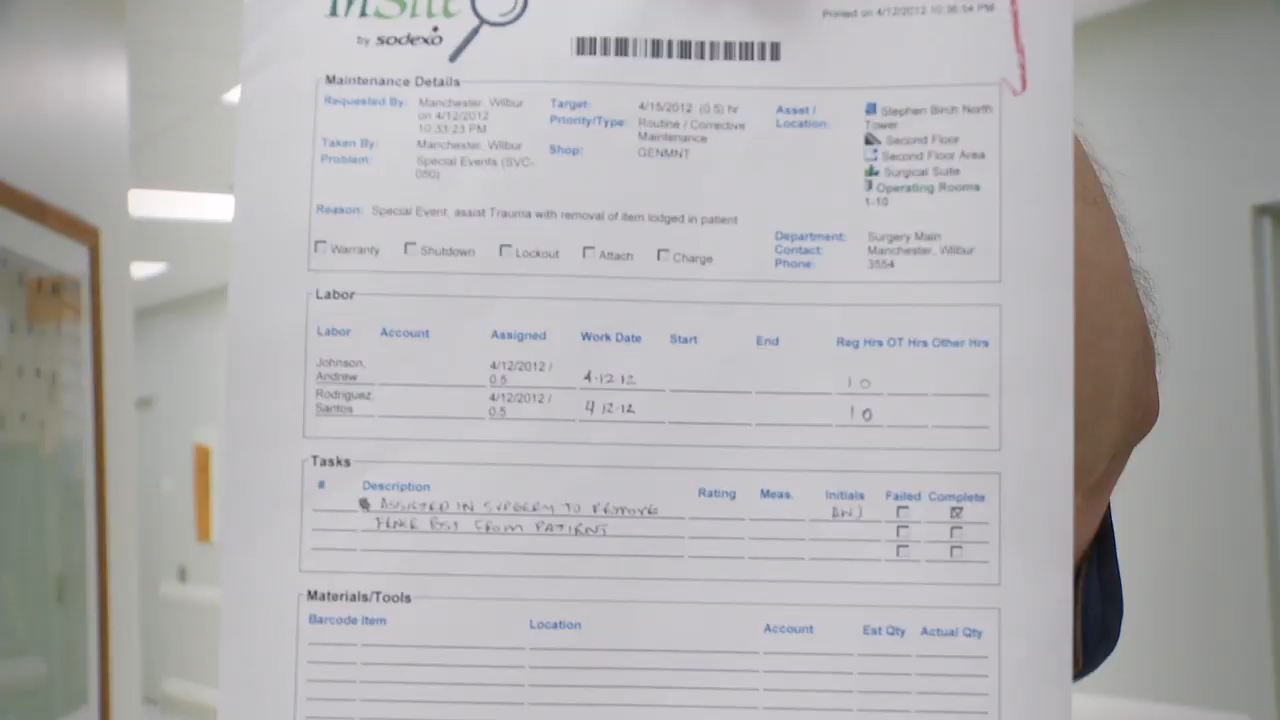 InSite
by sodexo
Printed on 4/12/2012 10:36:54 PM
Maintenance Details
Requested By: Manchester, Wilbur on 4/12/2012 10:33:23 PM
Taken By: Manchester, Wilbur
Problem: Special Events (SVC-050)
Target: 4/15/2012 (0.5) hr
Priority/Type: Routine / Corrective Maintenance
Shop: GENMNT
Asset / Location: Stephen Birch North Tower
Second Floor
Second Floor Area
Surgical Suite
Operating Rooms 1-10
Reason: Special Event, assist Trauma with removal of item lodged in patient
Warranty Shutdown Lockout Attach Charge
Department: Surgery Main
Contact: Manchester, Wilbur
Phone: 3554
Labor
Labor Account Assigned Work Date Start End Reg Hrs OT Hrs Other Hrs
Johnson, Andrew 4/12/2012 / 0.5 4·12·12 1 0
Rodriguez, Santos 4/12/2012 / 0.5 4 12·12 1 0
Tasks
# Description Rating Meas. Initials Failed Complete
ASSISTED IN SURGERY TO REMOVE
FROM PATIENT
Materials/Tools
Barcode Item Location Account Est Qty Actual Qty